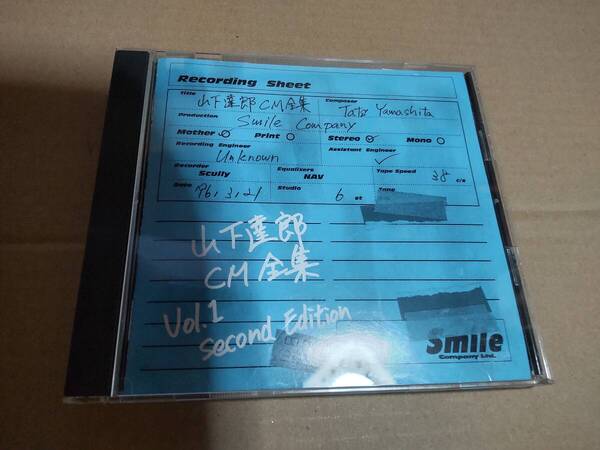 Recording Sheet
Title 山下達郎 CM全集 Composer Tatz Yamashita
Production Smile Company
Mother Print Stereo Mono
Recording Engineer Unknown Assistant Engineer
Recorder Scully Equalizers NAV Tape Speed 38 c/s
Date '96, 3, 21 Studio 6 st
山下達郎
CM全集
Vol.1
Second Edition
Smile
Company Ltd.